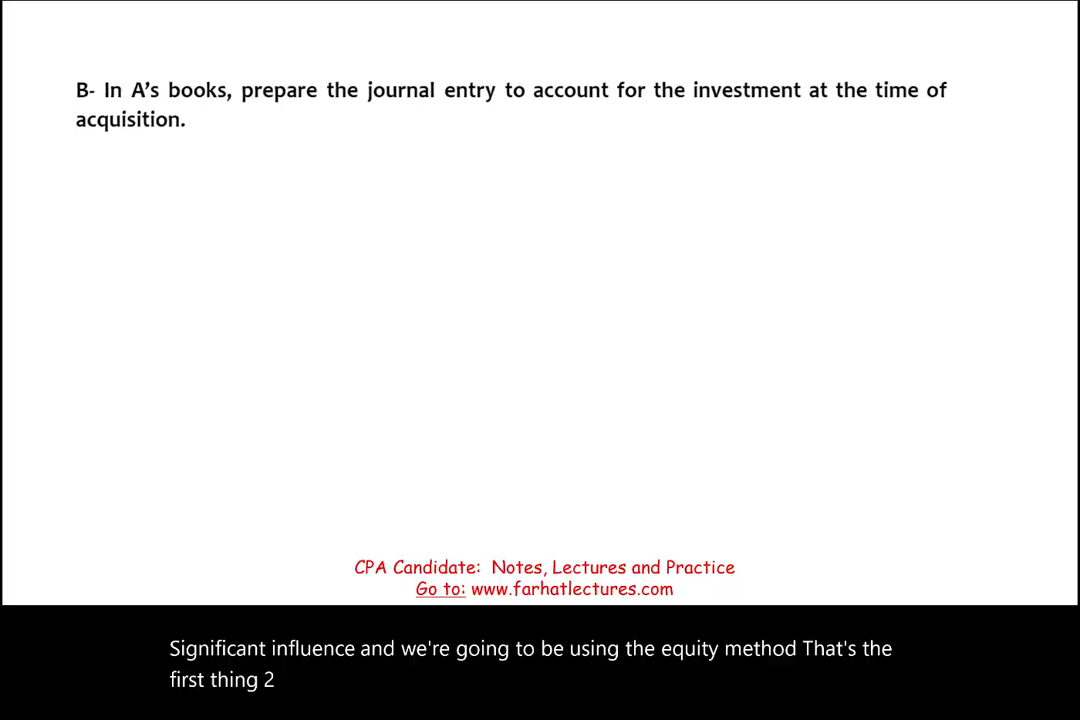 B- In A’s books, prepare the journal entry to account for the investment at the time of
acquisition.
CPA Candidate: Notes, Lectures and Practice
Go to: www.farhatlectures.com
Significant influence and we're going to be using the equity method That's the
first thing 2